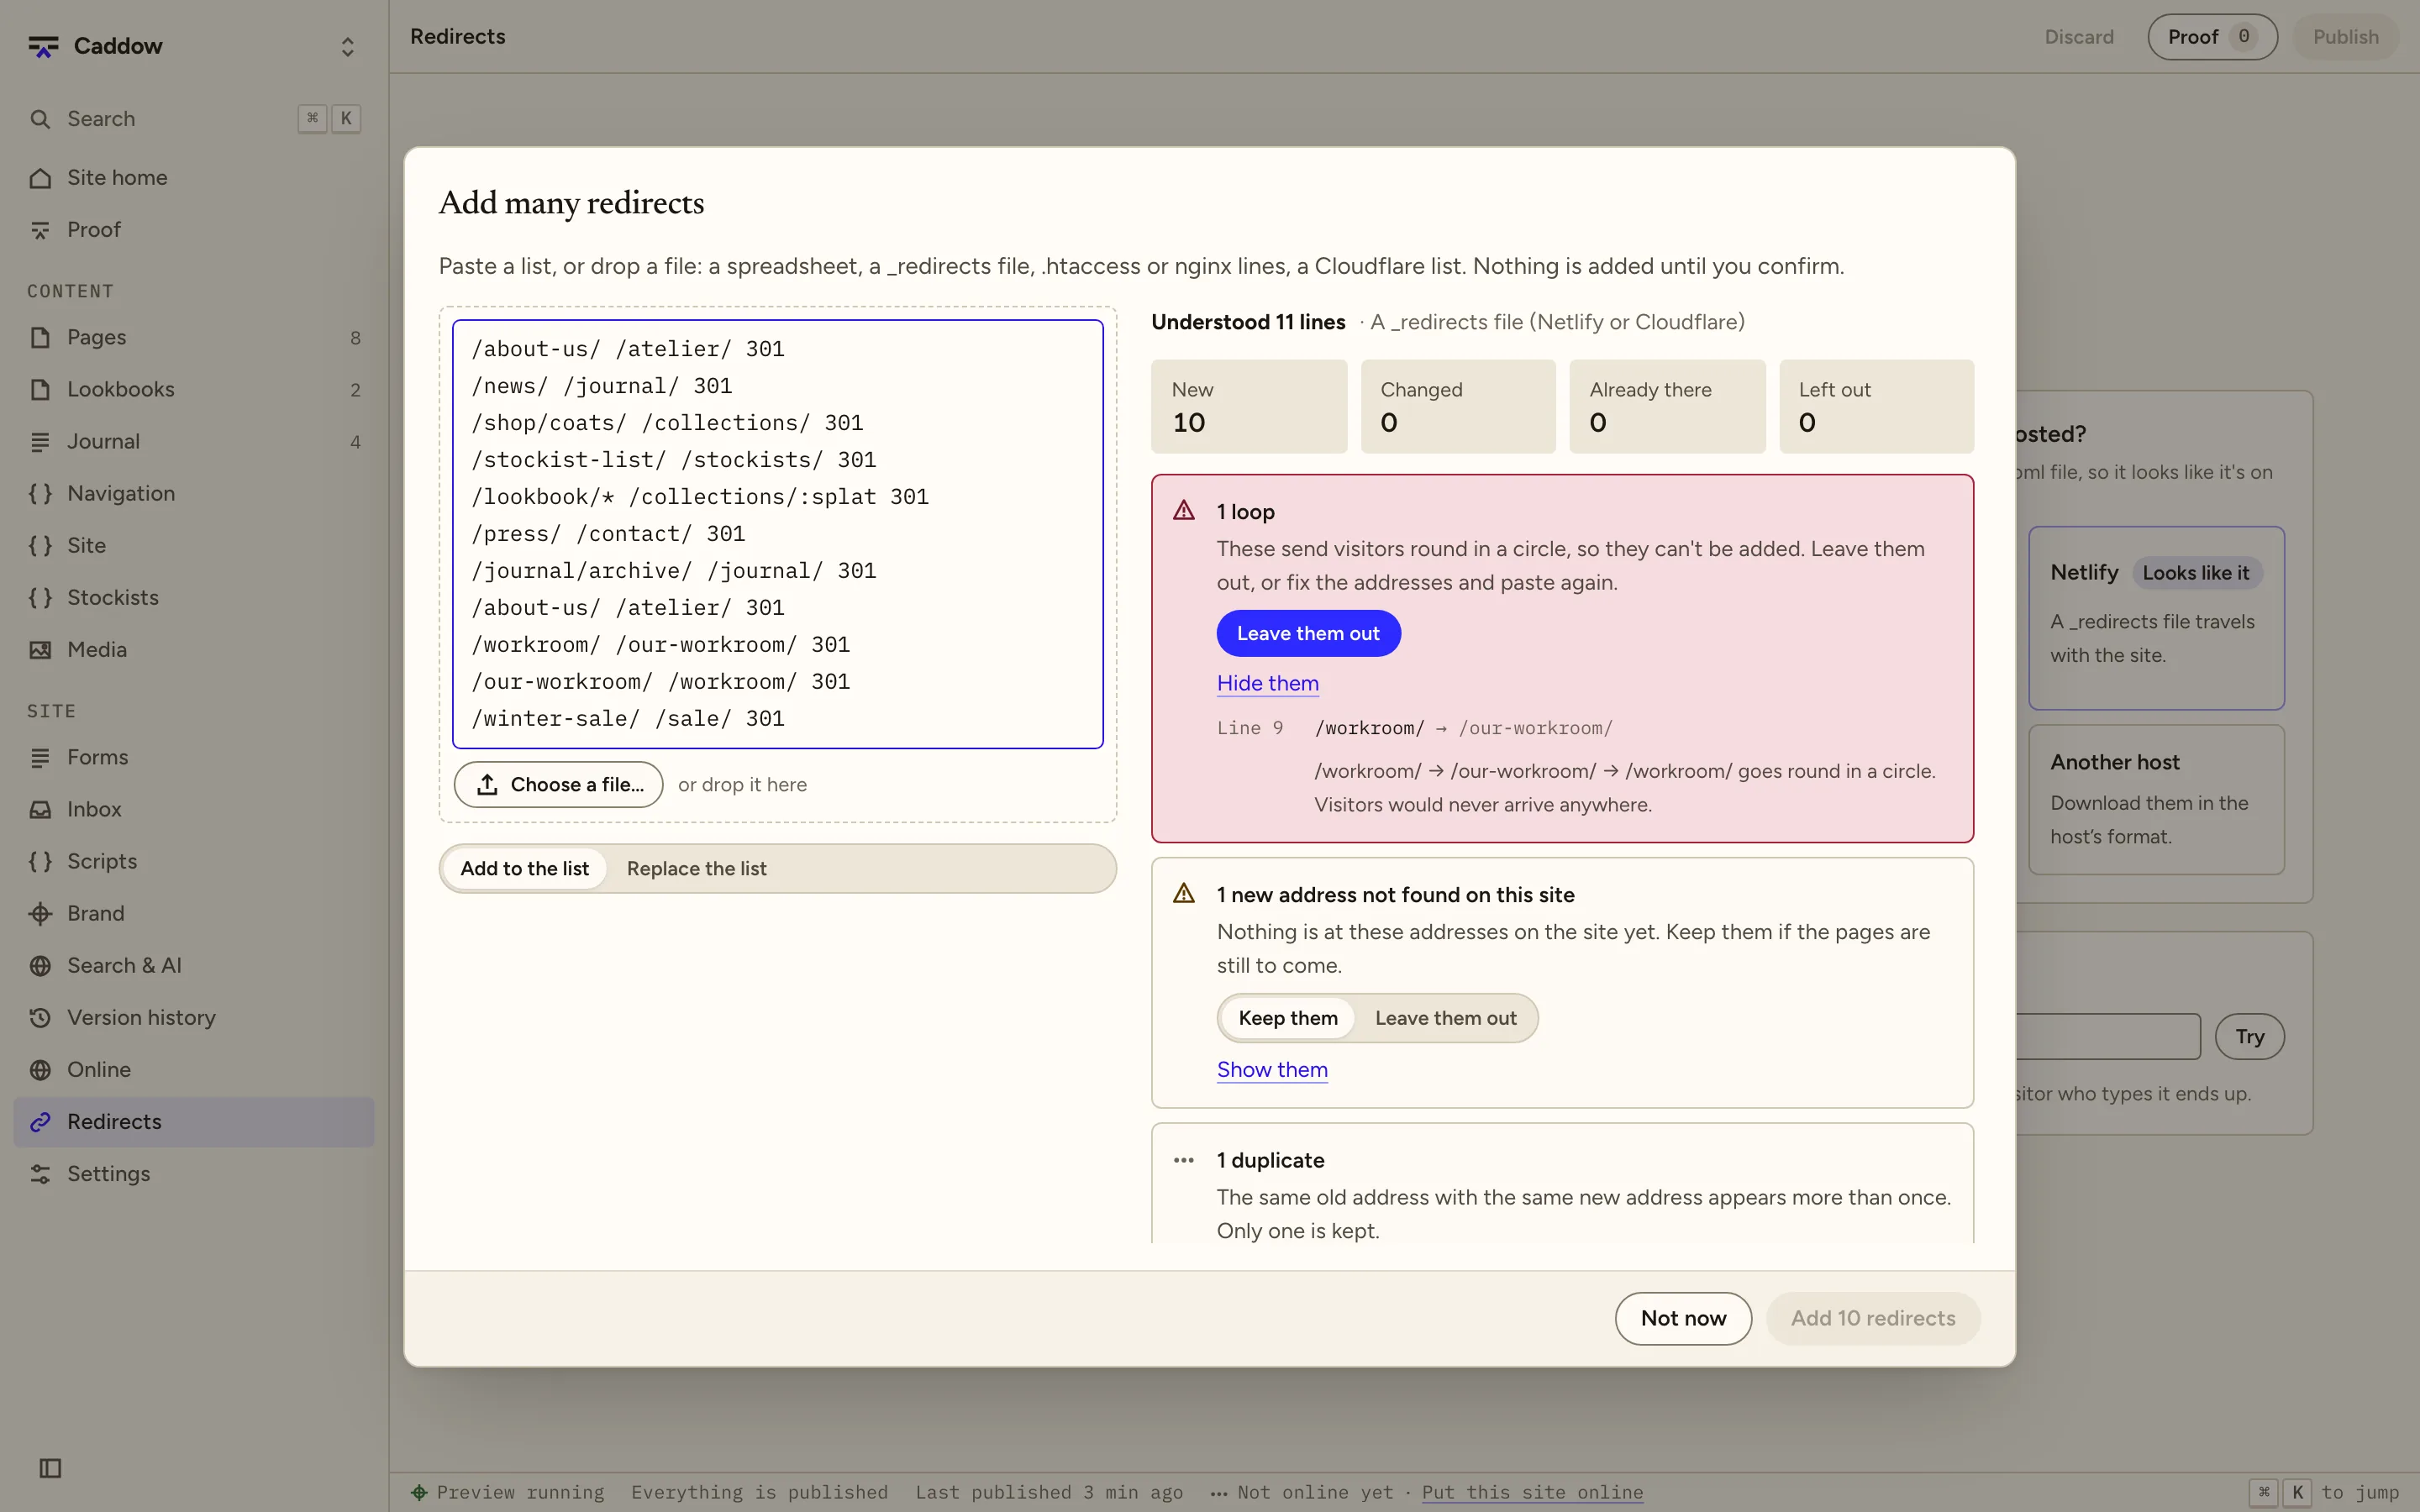 Caddow
Search ⌘ K
Site home
Proof
CONTENT
Pages 8
Lookbooks 2
Journal 4
Navigation
Site
Stockists
Media
SITE
Forms
Inbox
Scripts
Brand
Search & AI
Version history
Online
Redirects
Settings
Redirects
Discard
Proof 0
Publish
Add many redirects
Paste a list, or drop a file: a spreadsheet, a _redirects file, .htaccess or nginx lines, a Cloudflare list. Nothing is added until you confirm.
/about-us/ /atelier/ 301
/news/ /journal/ 301
/shop/coats/ /collections/ 301
/stockist-list/ /stockists/ 301
/lookbook/* /collections/:splat 301
/press/ /contact/ 301
/journal/archive/ /journal/ 301
/about-us/ /atelier/ 301
/workroom/ /our-workroom/ 301
/our-workroom/ /workroom/ 301
/winter-sale/ /sale/ 301
Choose a file... or drop it here
Add to the list Replace the list
Understood 11 lines · A _redirects file (Netlify or Cloudflare)
New
10
Changed
0
Already there
0
Left out
0
1 loop
These send visitors round in a circle, so they can't be added. Leave them
out, or fix the addresses and paste again.
Leave them out
Hide them
Line 9 /workroom/ → /our-workroom/
/workroom/ → /our-workroom/ → /workroom/ goes round in a circle.
Visitors would never arrive anywhere.
1 new address not found on this site
Nothing is at these addresses on the site yet. Keep them if the pages are
still to come.
Keep them Leave them out
Show them
1 duplicate
The same old address with the same new address appears more than once.
Only one is kept.
Not now
Add 10 redirects
osted?
oml file, so it looks like it's on
Netlify Looks like it
A _redirects file travels
with the site.
Another host
Download them in the
host’s format.
Try
sitor who types it ends up.
Preview running Everything is published Last published 3 min ago ••• Not online yet · Put this site online
⌘ K to jump